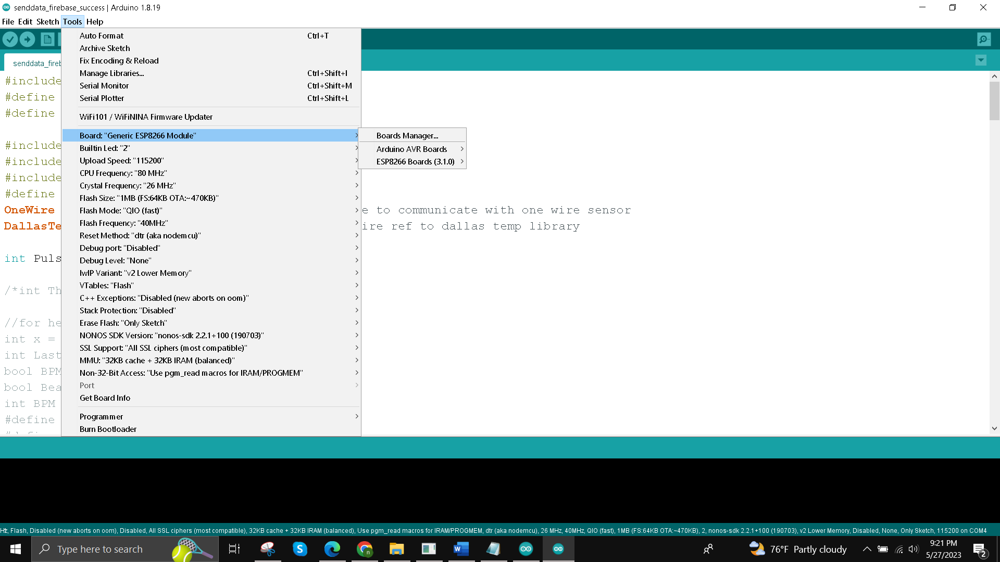 senddata_firebase_success | Arduino 1.8.19
File Edit Sketch Tools Help
Auto Format Ctrl+T
Archive Sketch
Fix Encoding & Reload
Manage Libraries... Ctrl+Shift+I
Serial Monitor Ctrl+Shift+M
Serial Plotter Ctrl+Shift+L
WiFi101 / WiFiNINA Firmware Updater
Board: "Generic ESP8266 Module"
Builtin Led: "2"
Upload Speed: "115200"
CPU Frequency: "80 MHz"
Crystal Frequency: "26 MHz"
Flash Size: "1MB (FS:64KB OTA:~470KB)"
Flash Mode: "QIO (fast)"
Flash Frequency: "40MHz"
Reset Method: "dtr (aka nodemcu)"
Debug port: "Disabled"
Debug Level: "None"
lwIP Variant: "v2 Lower Memory"
VTables: "Flash"
C++ Exceptions: "Disabled (new aborts on oom)"
Stack Protection: "Disabled"
Erase Flash: "Only Sketch"
NONOS SDK Version: "nonos-sdk 2.2.1+100 (190703)"
SSL Support: "All SSL ciphers (most compatible)"
MMU: "32KB cache + 32KB IRAM (balanced)"
Non-32-Bit Access: "Use pgm_read macros for IRAM/PROGMEM"
Port
Get Board Info
Programmer
Burn Bootloader
Boards Manager...
Arduino AVR Boards
ESP8266 Boards (3.1.0)
senddata_fireb
#include
#define
#define
#include
#include
#include
#define
OneWire e to communicate with one wire sensor
DallasTe ire ref to dallas temp library
int Puls
/*int Th
//for he
int x =
int Last
bool BPM
bool Bea
int BPM
#define
Hz, Flash, Disabled (new aborts on oom), Disabled, All SSL ciphers (most compatible), 32KB cache + 32KB IRAM (balanced), Use pgm_read macros for IRAM/PROGMEM, dtr (aka nodemcu), 26 MHz, 40MHz, QIO (fast), 1MB (FS:64KB OTA:~470KB), 2, nonos-sdk 2.2.1+100 (190703), v2 Lower Memory, Disabled, None, Only Sketch, 115200 on COM4
Type here to search
76°F Partly cloudy
9:21 PM
5/27/2023
2